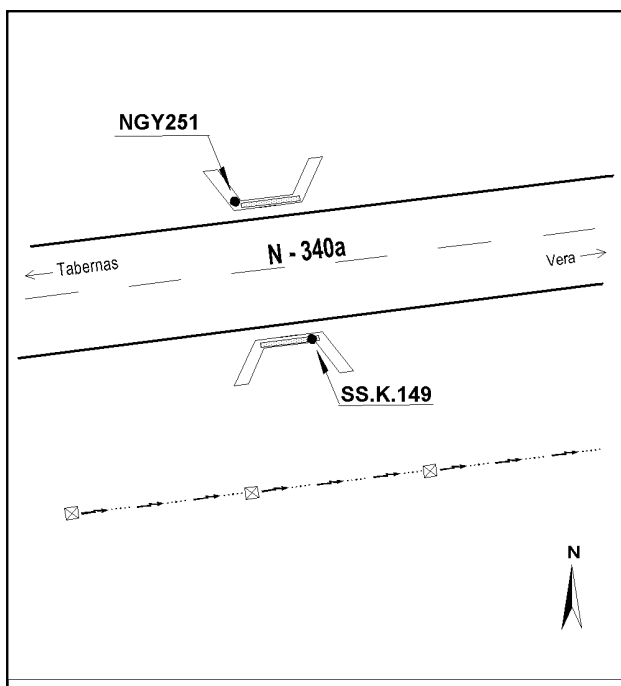 NGY251
N - 340a
← Tabernas
Vera →
SS.K.149
N